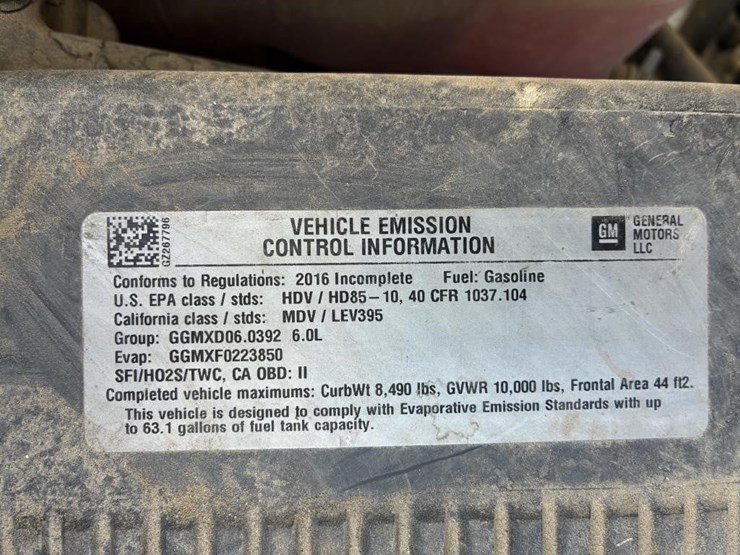 GZ267796
VEHICLE EMISSION
CONTROL INFORMATION
GM
GENERAL
MOTORS
LLC
Conforms to Regulations: 2016 Incomplete Fuel: Gasoline
U.S. EPA class / stds: HDV / HD85-10, 40 CFR 1037.104
California class / stds: MDV / LEV395
Group: GGMXD06.0392 6.0L
Evap: GGMXF0223850
SFI/HO2S/TWC, CA OBD: II
Completed vehicle maximums: CurbWt 8,490 lbs, GVWR 10,000 lbs, Frontal Area 44 ft2.
This vehicle is designed to comply with Evaporative Emission Standards with up
to 63.1 gallons of fuel tank capacity.